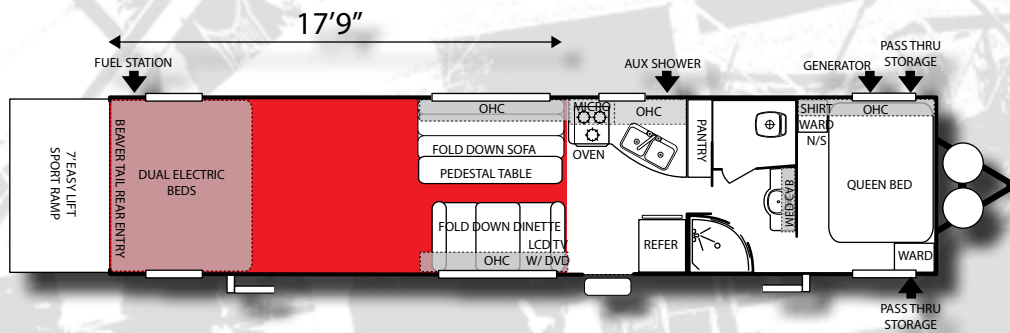 17'9"
FUEL STATION
AUX SHOWER
GENERATOR
PASS THRU
STORAGE
7' EASY LIFT
SPORT RAMP
BEAVER TAIL REAR ENTRY
DUAL ELECTRIC
BEDS
OHC
FOLD DOWN SOFA
PEDESTAL TABLE
FOLD DOWN DINETTE
LCD TV
OHC W/ DVD
MICRO
OHC
OVEN
PANTRY
REFER
MED CAB
SHIRT
WARD
N/S
OHC
QUEEN BED
WARD
PASS THRU
STORAGE